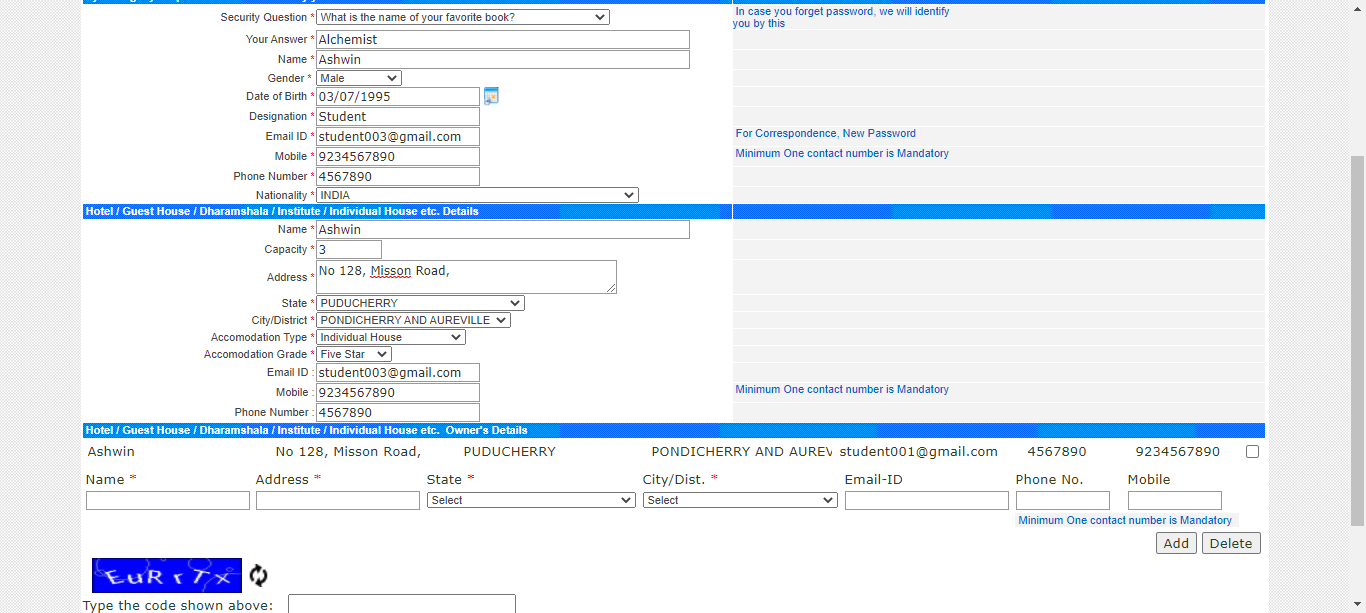 Security Question * What is the name of your favorite book? In case you forget password, we will identify
you by this
Your Answer * Alchemist
Name * Ashwin
Gender * Male
Date of Birth * 03/07/1995
Designation * Student
Email ID * student003@gmail.com For Correspondence, New Password
Mobile * 9234567890 Minimum One contact number is Mandatory
Phone Number * 4567890
Nationality * INDIA
Hotel / Guest House / Dharamshala / Institute / Individual House etc. Details
Name * Ashwin
Capacity * 3
Address * No 128, Misson Road,
State * PUDUCHERRY
City/District * PONDICHERRY AND AUREVILLE
Accomodation Type * Individual House
Accomodation Grade * Five Star
Email ID : student003@gmail.com
Mobile : 9234567890 Minimum One contact number is Mandatory
Phone Number : 4567890
Hotel / Guest House / Dharamshala / Institute / Individual House etc. Owner's Details
Ashwin No 128, Misson Road, PUDUCHERRY PONDICHERRY AND AUREV student001@gmail.com 4567890 9234567890
Name * Address * State * City/Dist. * Email-ID Phone No. Mobile
Select Select
Minimum One contact number is Mandatory
Add Delete
EuRrTx
Type the code shown above: